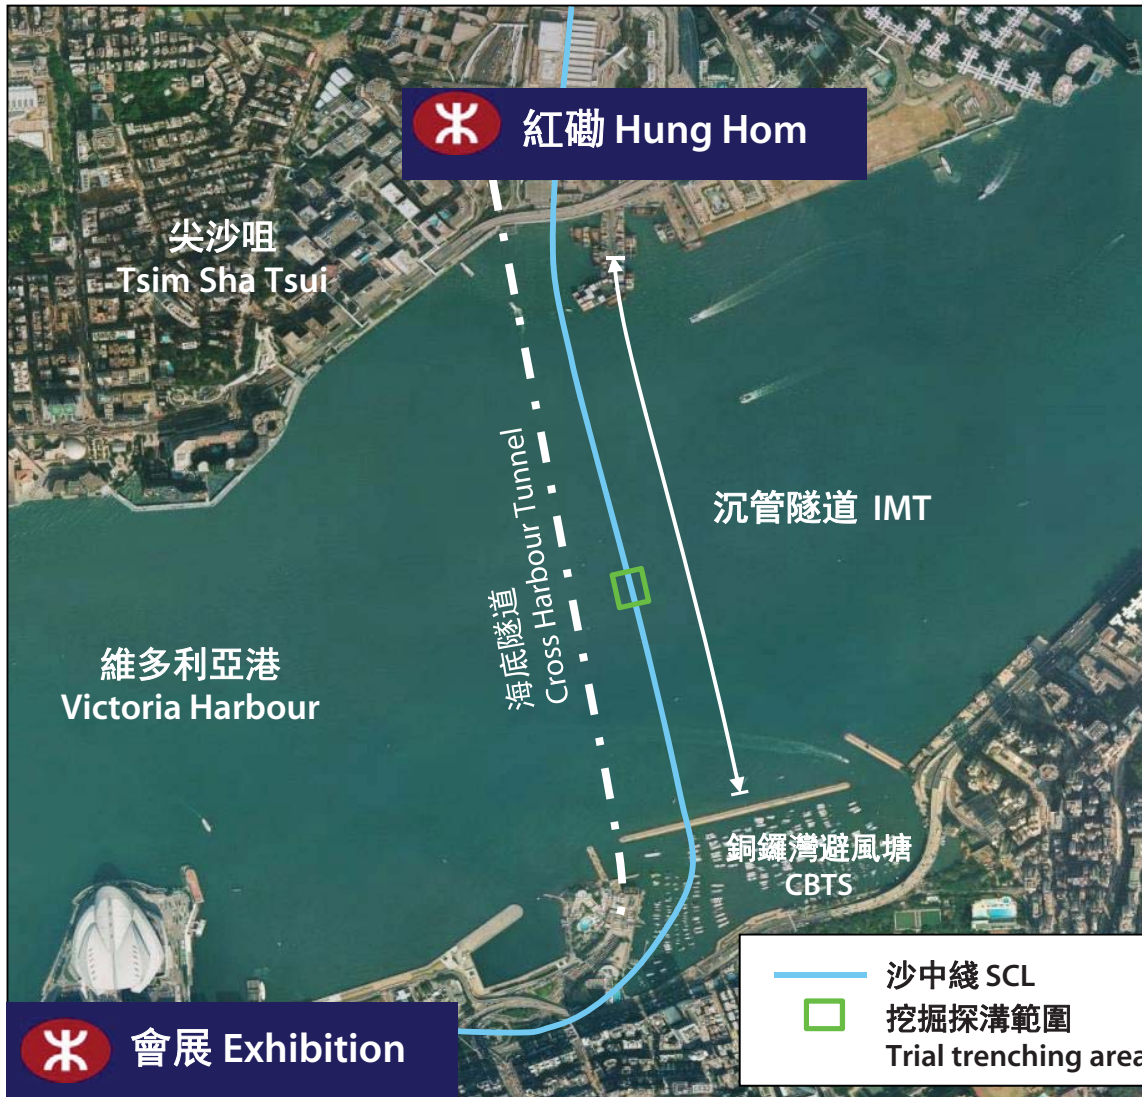 紅磡 Hung Hom
尖沙咀
Tsim Sha Tsui
沉管隧道 IMT
海底隧道
Cross Harbour Tunnel
維多利亞港
Victoria Harbour
銅鑼灣避風塘
CBTS
會展 Exhibition
沙中綫 SCL
挖掘探溝範圍
Trial trenching area